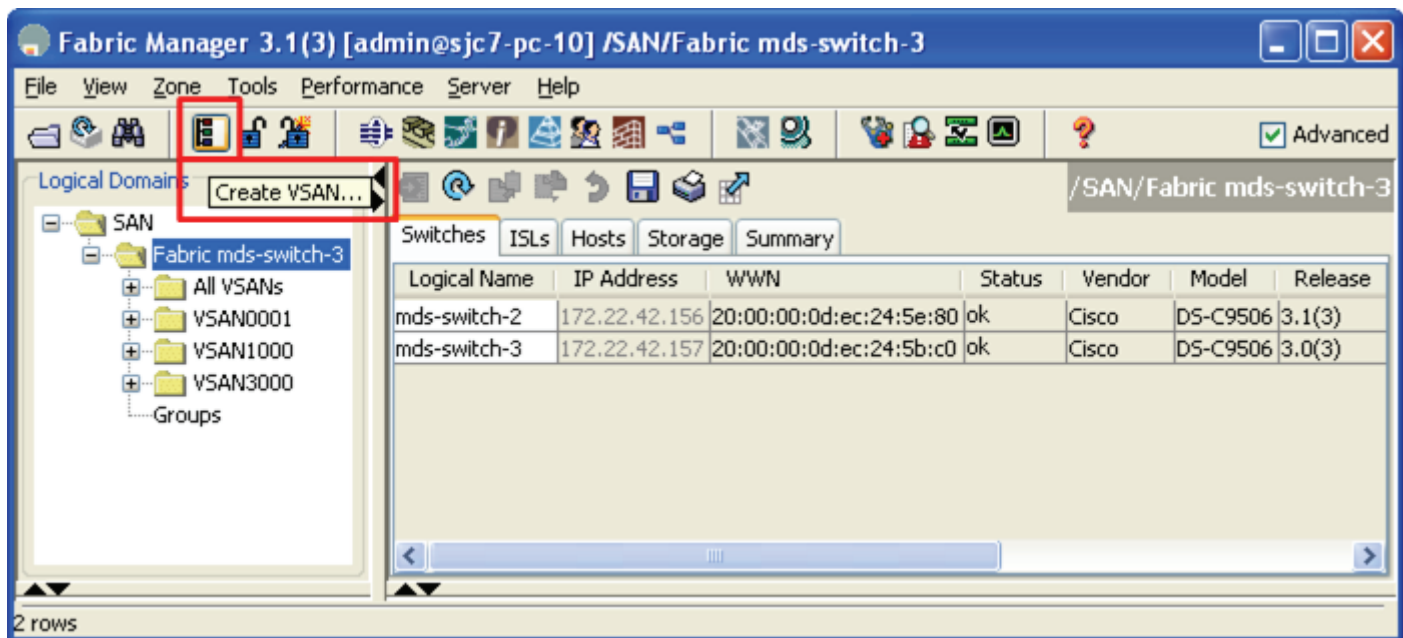 Fabric Manager 3.1(3) [admin@sjc7-pc-10] /SAN/Fabric mds-switch-3
File View Zone Tools Performance Server Help
Advanced
Logical Domains
Create VSAN...
/SAN/Fabric mds-switch-3
SAN
Fabric mds-switch-3
All VSANs
VSAN0001
VSAN1000
VSAN3000
Groups
Switches ISLs Hosts Storage Summary
Logical Name IP Address WWN Status Vendor Model Release
mds-switch-2 172.22.42.156 20:00:00:0d:ec:24:5e:80 ok Cisco DS-C9506 3.1(3)
mds-switch-3 172.22.42.157 20:00:00:0d:ec:24:5b:c0 ok Cisco DS-C9506 3.0(3)
2 rows